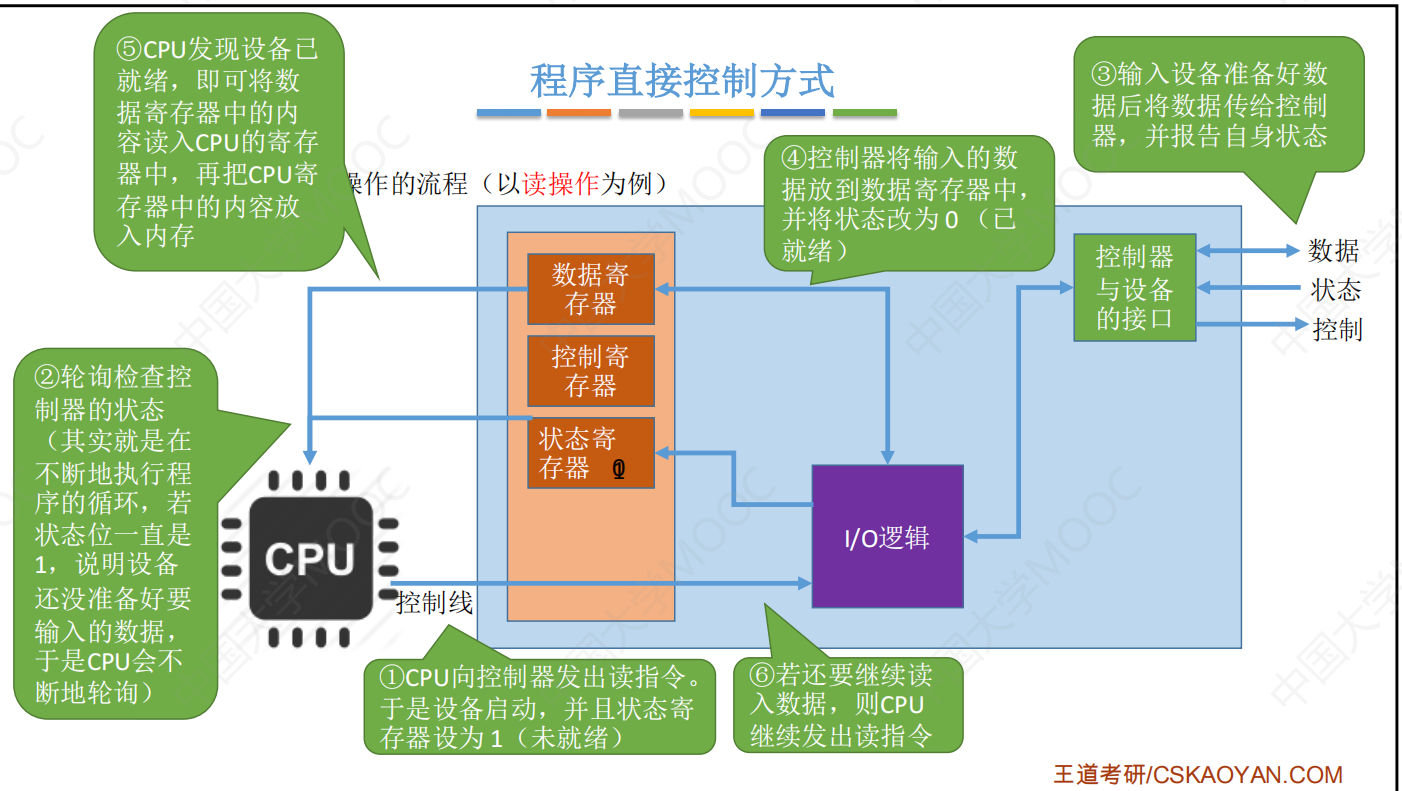 程序直接控制方式
操作的流程（以读操作为例）
⑤CPU发现设备已
就绪，即可将数
据寄存器中的内
容读入CPU的寄存
器中，再把CPU寄
存器中的内容放
入内存
④控制器将输入的数
据放到数据寄存器中，
并将状态改为 0 （已
就绪）
③输入设备准备好数
据后将数据传给控制
器，并报告自身状态
数据寄
存器
控制寄
存器
状态寄
存器
控制器
与设备
的接口
数据
状态
控制
②轮询检查控
制器的状态
（其实就是在
不断地执行程
序的循环，若
状态位一直是
1，说明设备
还没准备好要
输入的数据，
于是CPU会不
断地轮询）
CPU
控制线
I/O逻辑
①CPU向控制器发出读指令。
于是设备启动，并且状态寄
存器设为 1（未就绪）
⑥若还要继续读
入数据，则CPU
继续发出读指令
王道考研/CSKAOYAN.COM
中国大学MOOC